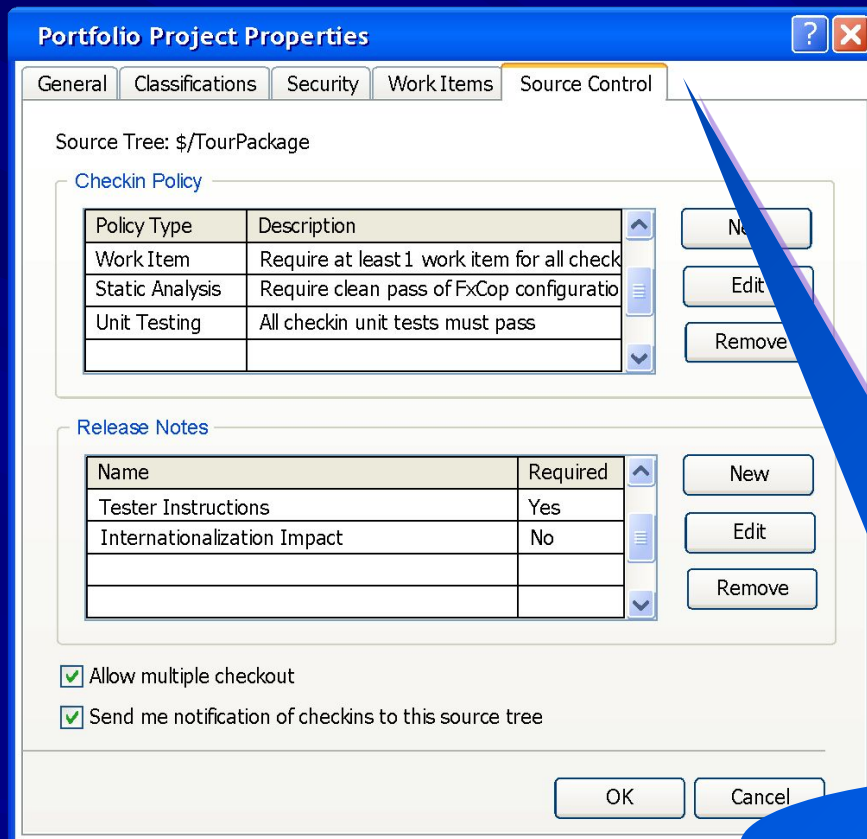 Portfolio Project Properties
General Classifications Security Work Items Source Control
Source Tree: $/TourPackage
Checkin Policy
Policy Type Description
Work Item Require at least1 work item for all check
Static Analysis Require clean pass of FxCop configuratio
Unit Testing All checkin unit tests must pass
Edit
Remove
Release Notes
Name Required
Tester Instructions Yes
Internationalization Impact No
New
Edit
Remove
Allow multiple checkout
Send me notification of checkins to this source tree
OK Cancel